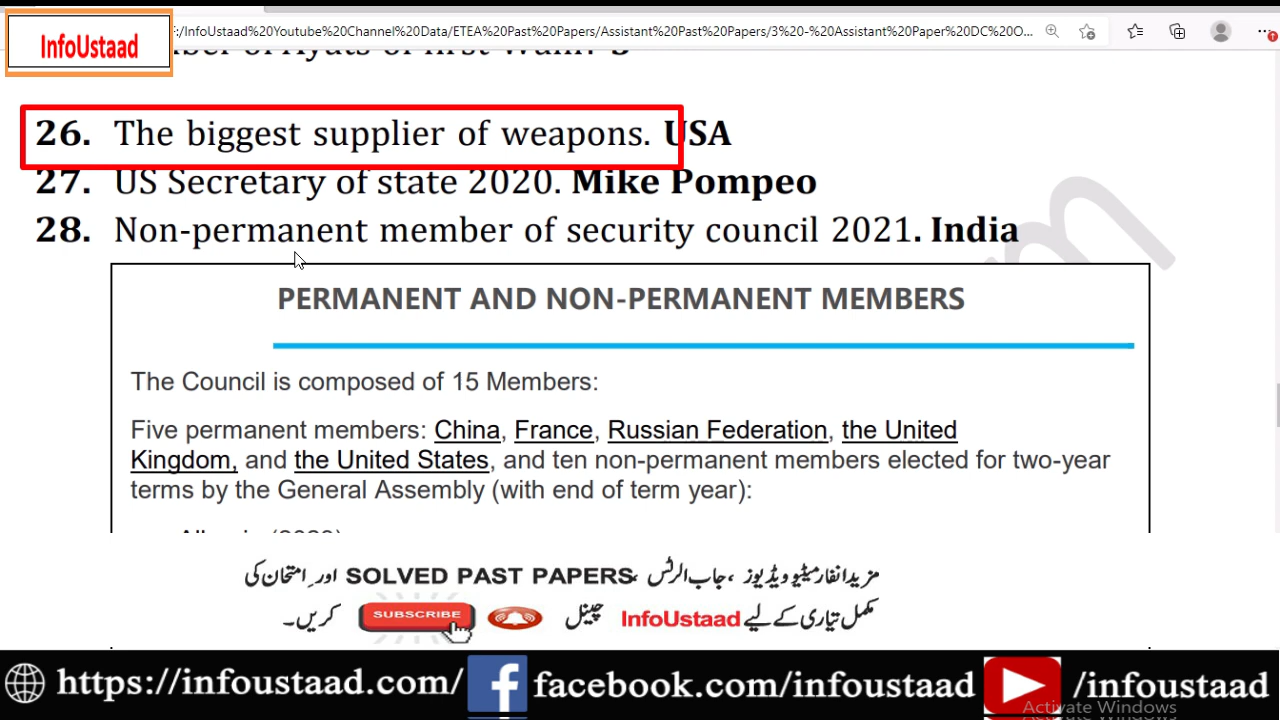 InfoUstaad
F:/InfoUstaad%20Youtube%20Channel%20Data/ETEA%20Past%20Papers/Assistant%20Past%20Papers/3%20-%20Assistant%20Paper%20DC%20O...
26. The biggest supplier of weapons. USA
27. US Secretary of state 2020. Mike Pompeo
28. Non-permanent member of security council 2021. India
PERMANENT AND NON-PERMANENT MEMBERS
The Council is composed of 15 Members:
Five permanent members: China, France, Russian Federation, the United
Kingdom, and the United States, and ten non-permanent members elected for two-year
terms by the General Assembly (with end of term year):
مزید انفارمیٹیو ویڈیوز، جاب الرٹس، SOLVED PAST PAPERS اور امتحان کی
مکمل تیاری کے لیے InfoUstaad چینل SUBSCRIBE کریں۔
https://infoustaad.com/ facebook.com/infoustaad /infoustaad
Activate Windows